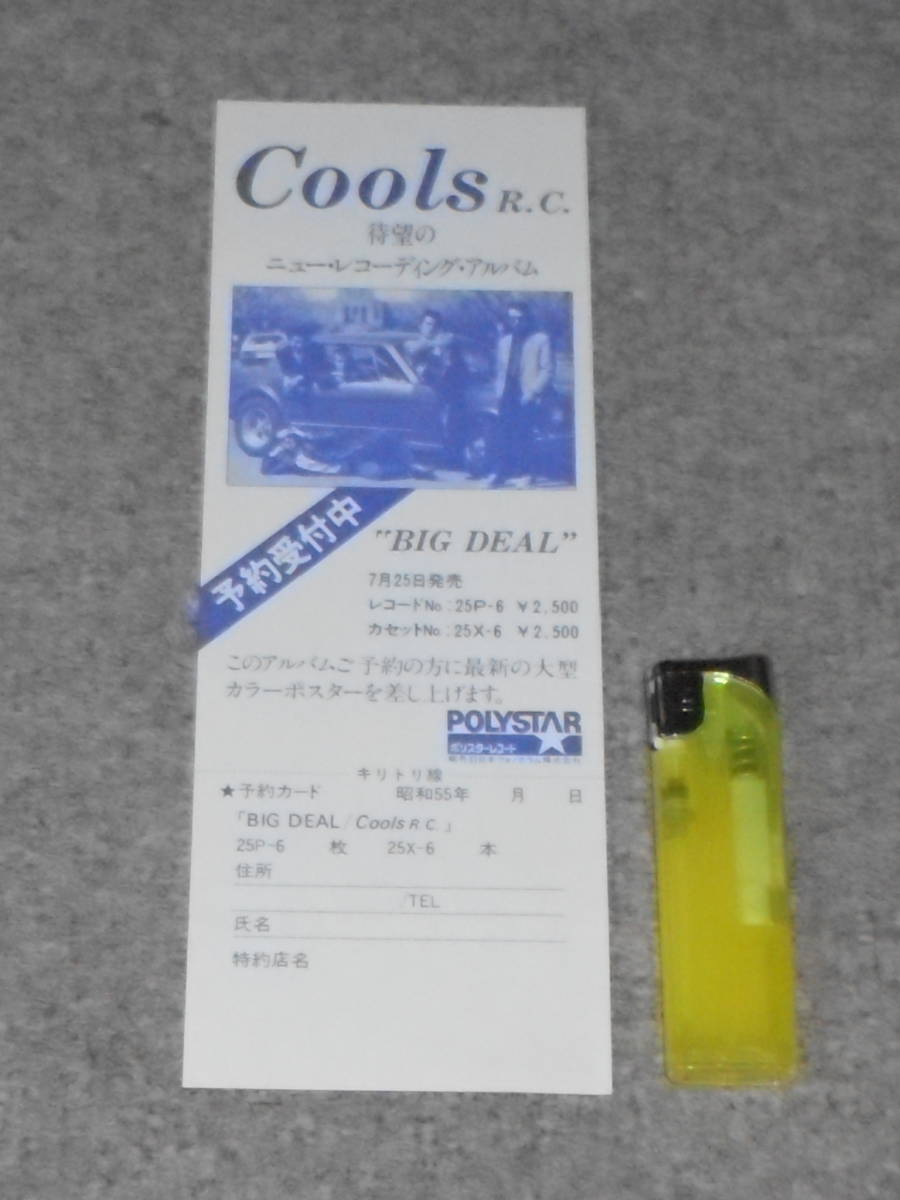 Cools R.C.
待望の
ニュー・レコーディング・アルバム
予約受付中
"BIG DEAL"
7月25日発売
レコードNo.:25P-6 ¥2,500
カセットNo.:25X-6 ¥2,500
このアルバムご予約の方に最新の大型
カラーポスターを差し上げます。
POLYSTAR
ポリスターレコード
キリトリ線
★予約カード 昭和55年 月 日
「BIG DEAL/Cools R.C.」
25P-6 枚 25X-6 本
住所
/TEL
氏名
特約店名